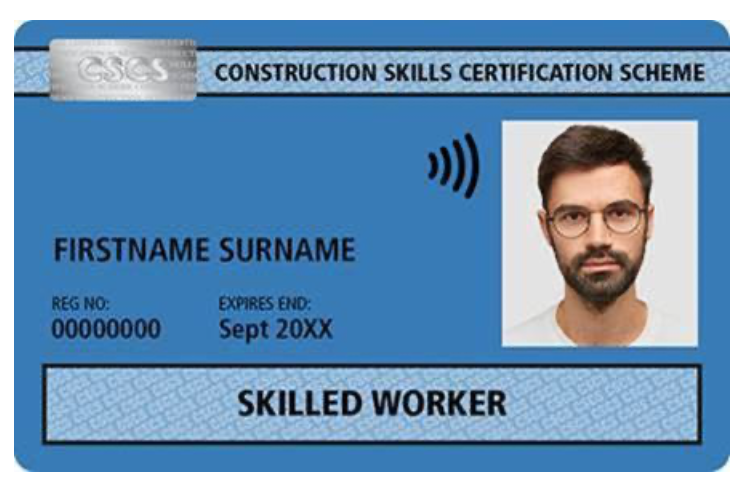 CSCS
CONSTRUCTION SKILLS CERTIFICATION SCHEME
FIRSTNAME SURNAME
REG NO:
EXPIRES END:
00000000
Sept 20XX
SKILLED WORKER